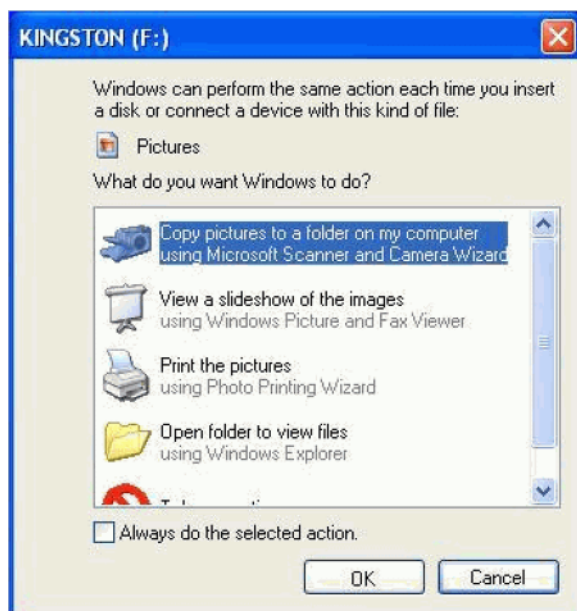 KINGSTON (F:)
Windows can perform the same action each time you insert
a disk or connect a device with this kind of file:
Pictures
What do you want Windows to do?
Copy pictures to a folder on my computer
using Microsoft Scanner and Camera Wizard
View a slideshow of the images
using Windows Picture and Fax Viewer
Print the pictures
using Photo Printing Wizard
Open folder to view files
using Windows Explorer
Always do the selected action.
OK
Cancel